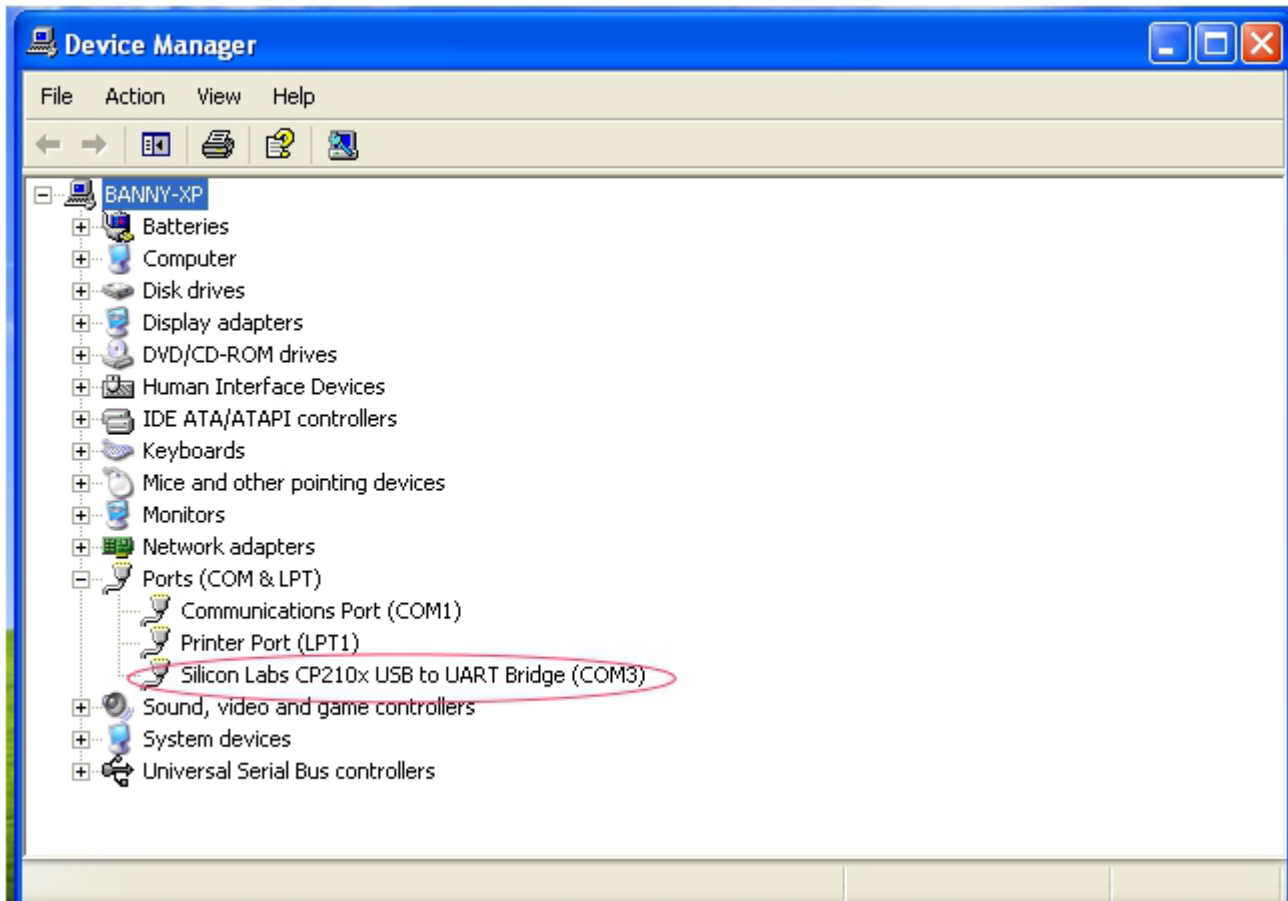 Device Manager
File Action View Help
BANNY-XP
Batteries
Computer
Disk drives
Display adapters
DVD/CD-ROM drives
Human Interface Devices
IDE ATA/ATAPI controllers
Keyboards
Mice and other pointing devices
Monitors
Network adapters
Ports (COM & LPT)
Communications Port (COM1)
Printer Port (LPT1)
Silicon Labs CP210x USB to UART Bridge (COM3)
Sound, video and game controllers
System devices
Universal Serial Bus controllers